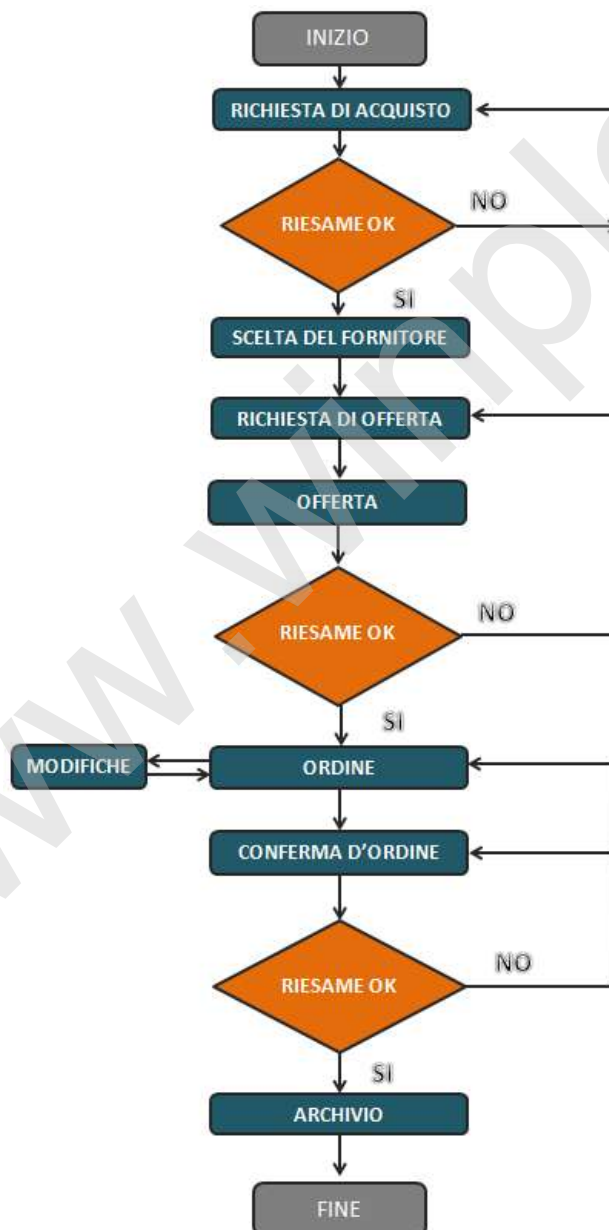 INIZIO
RICHIESTA DI ACQUISTO
RIESAME OK
NO
SI
SCELTA DEL FORNITORE
RICHIESTA DI OFFERTA
OFFERTA
RIESAME OK
NO
SI
MODIFICHE
ORDINE
CONFERMA D'ORDINE
RIESAME OK
NO
SI
ARCHIVIO
FINE